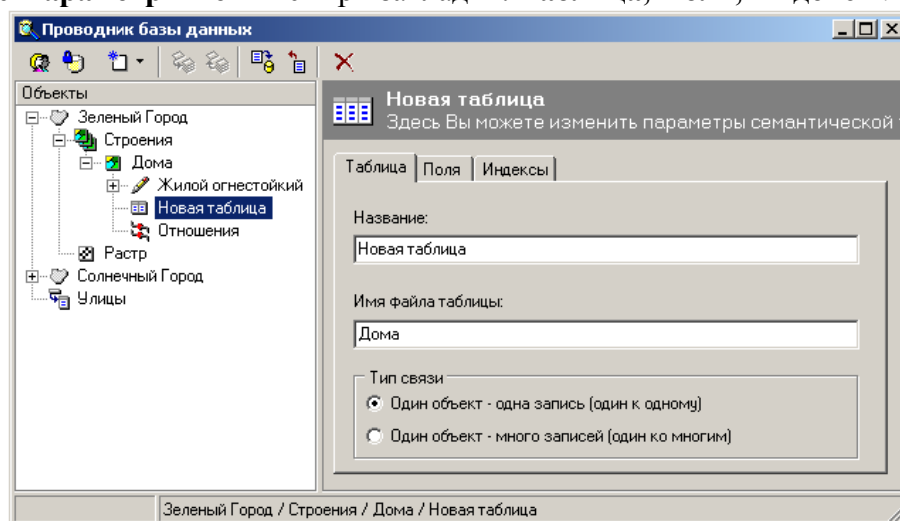 Проводник базы данных
Объекты
Зеленый Город
Строения
Дома
Жилой огнестойкий
Новая таблица
Отношения
Растр
Солнечный Город
Улицы
Новая таблица
Здесь Вы можете изменить параметры семантической
Таблица Поля Индексы
Название:
Новая таблица
Имя файла таблицы:
Дома
Тип связи
Один объект - одна запись (один к одному)
Один объект - много записей (один ко многим)
Зеленый Город / Строения / Дома / Новая таблица